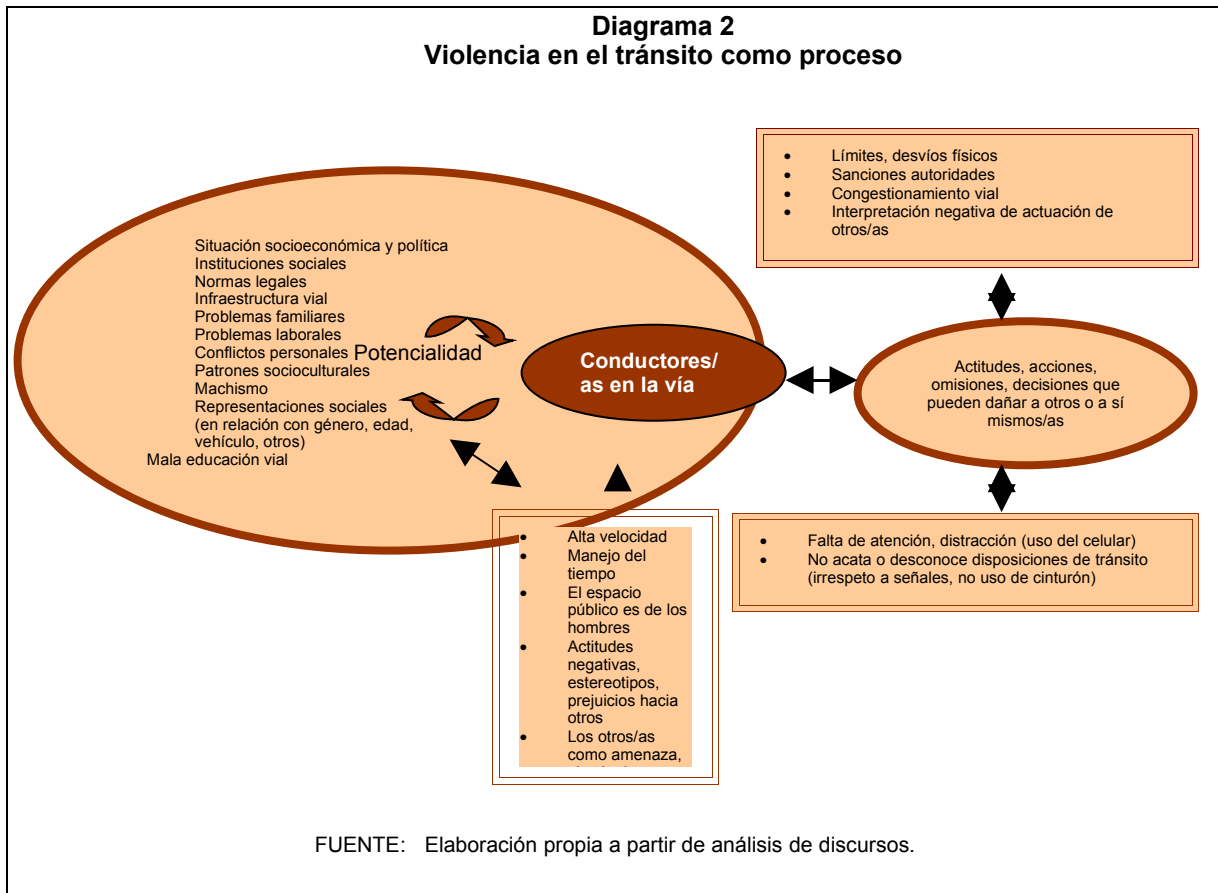 Diagrama 2
Violencia en el tránsito como proceso
• Límites, desvíos físicos
• Sanciones autoridades
• Congestionamiento vial
• Interpretación negativa de actuación de
otros/as
Situación socioeconómica y política
Instituciones sociales
Normas legales
Infraestructura vial
Problemas familiares
Problemas laborales
Conflictos personales
Patrones socioculturales
Machismo
Representaciones sociales
(en relación con género, edad,
vehículo, otros)
Mala educación vial
Potencialidad
Conductores/
as en la vía
Actitudes, acciones,
omisiones, decisiones que
pueden dañar a otros o a sí
mismos/as
• Alta velocidad
• Manejo del
tiempo
• El espacio
público es de los
hombres
• Actitudes
negativas,
estereotipos,
prejuicios hacia
otros
• Los otros/as
como amenaza,
• Falta de atención, distracción (uso del celular)
• No acata o desconoce disposiciones de tránsito
(irrespeto a señales, no uso de cinturón)
FUENTE: Elaboración propia a partir de análisis de discursos.